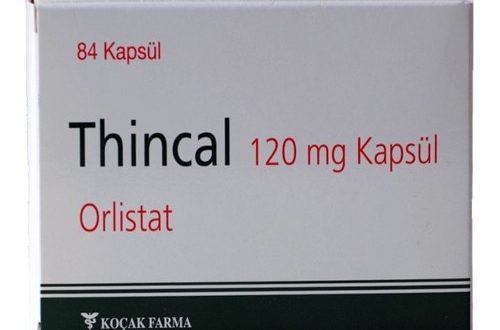 84 Kapsül
Thincal 120 mg Kapsül
Orlistat
KOÇAK FARMA